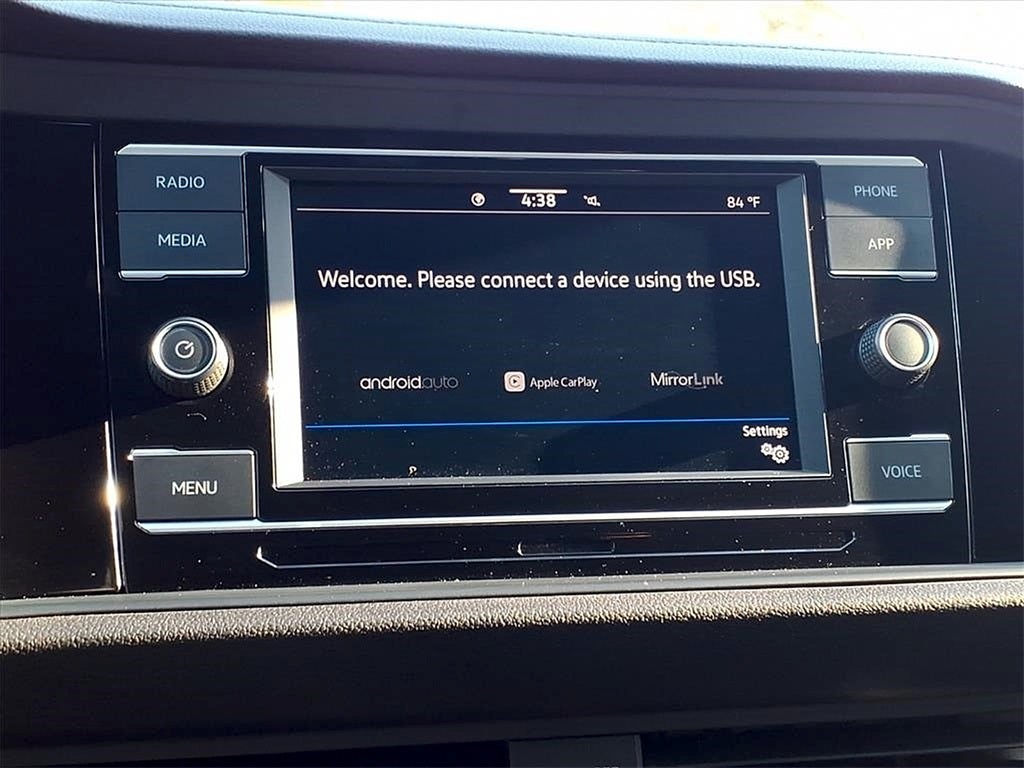 RADIO
MEDIA
4:38
84 °F
PHONE
APP
Welcome. Please connect a device using the USB.
androidauto
Apple CarPlay
MirrorLink
Settings
MENU
VOICE